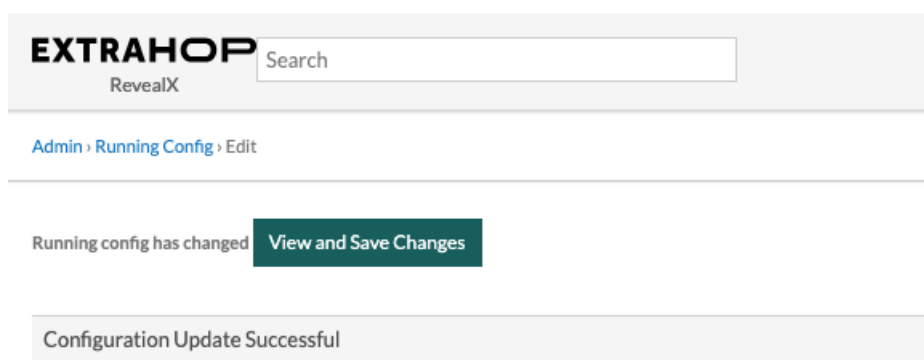 EXTRAHOP
Search
RevealX
Admin › Running Config › Edit
Running config has changed View and Save Changes
Configuration Update Successful